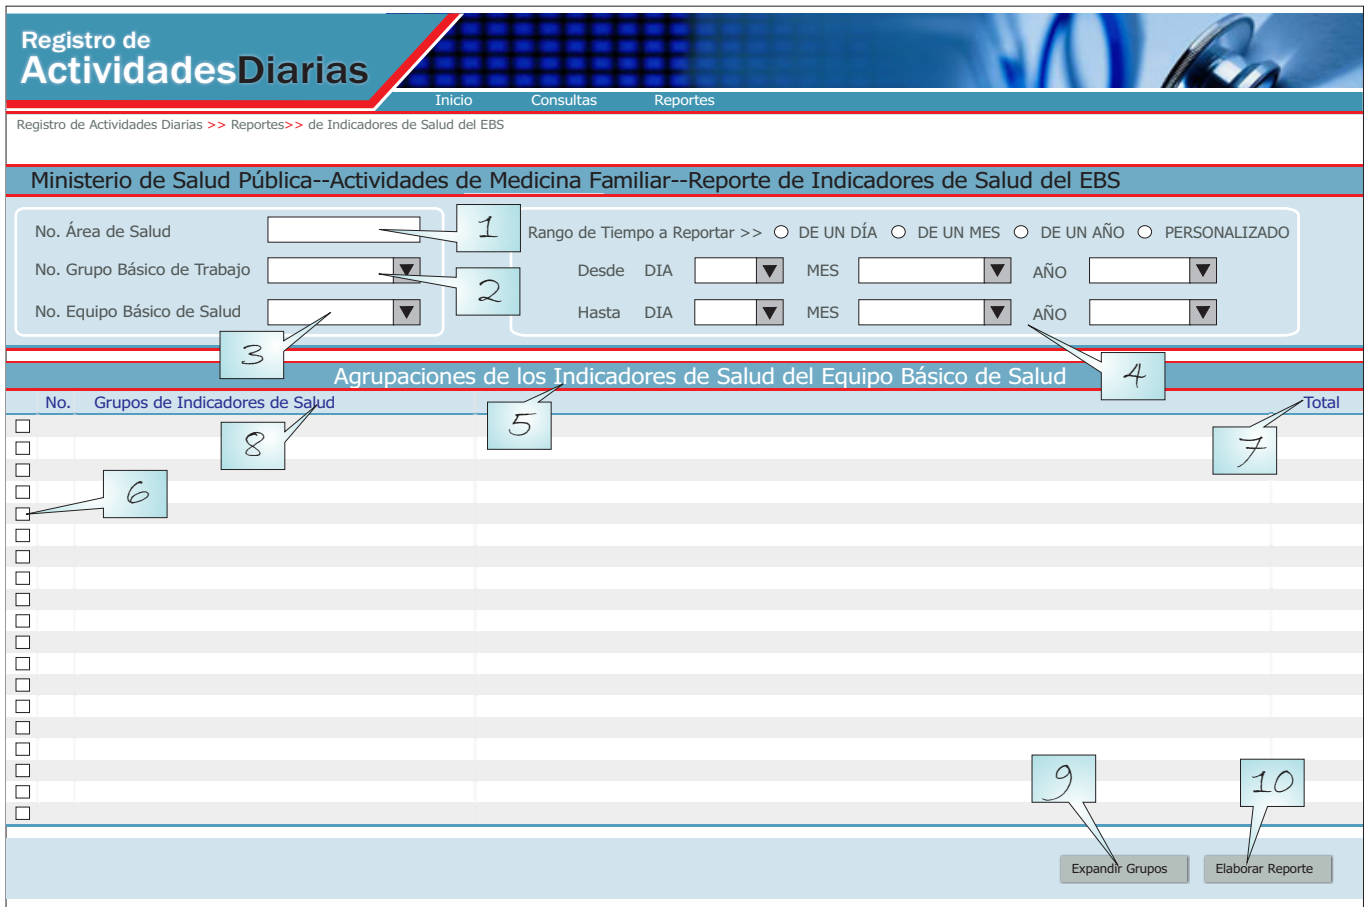 Registro de
ActividadesDiarias
Inicio Consultas Reportes
Registro de Actividades Diarias >> Reportes>> de Indicadores de Salud del EBS
Ministerio de Salud Pública--Actividades de Medicina Familiar--Reporte de Indicadores de Salud del EBS
No. Área de Salud
1
No. Grupo Básico de Trabajo
2
No. Equipo Básico de Salud
3
Rango de Tiempo a Reportar >> DE UN DÍA DE UN MES DE UN AÑO PERSONALIZADO
Desde DIA MES AÑO
Hasta DIA MES AÑO
4
Agrupaciones de los Indicadores de Salud del Equipo Básico de Salud
5
No. Grupos de Indicadores de Salud Total
8
7
6
9
10
Expandir Grupos
Elaborar Reporte